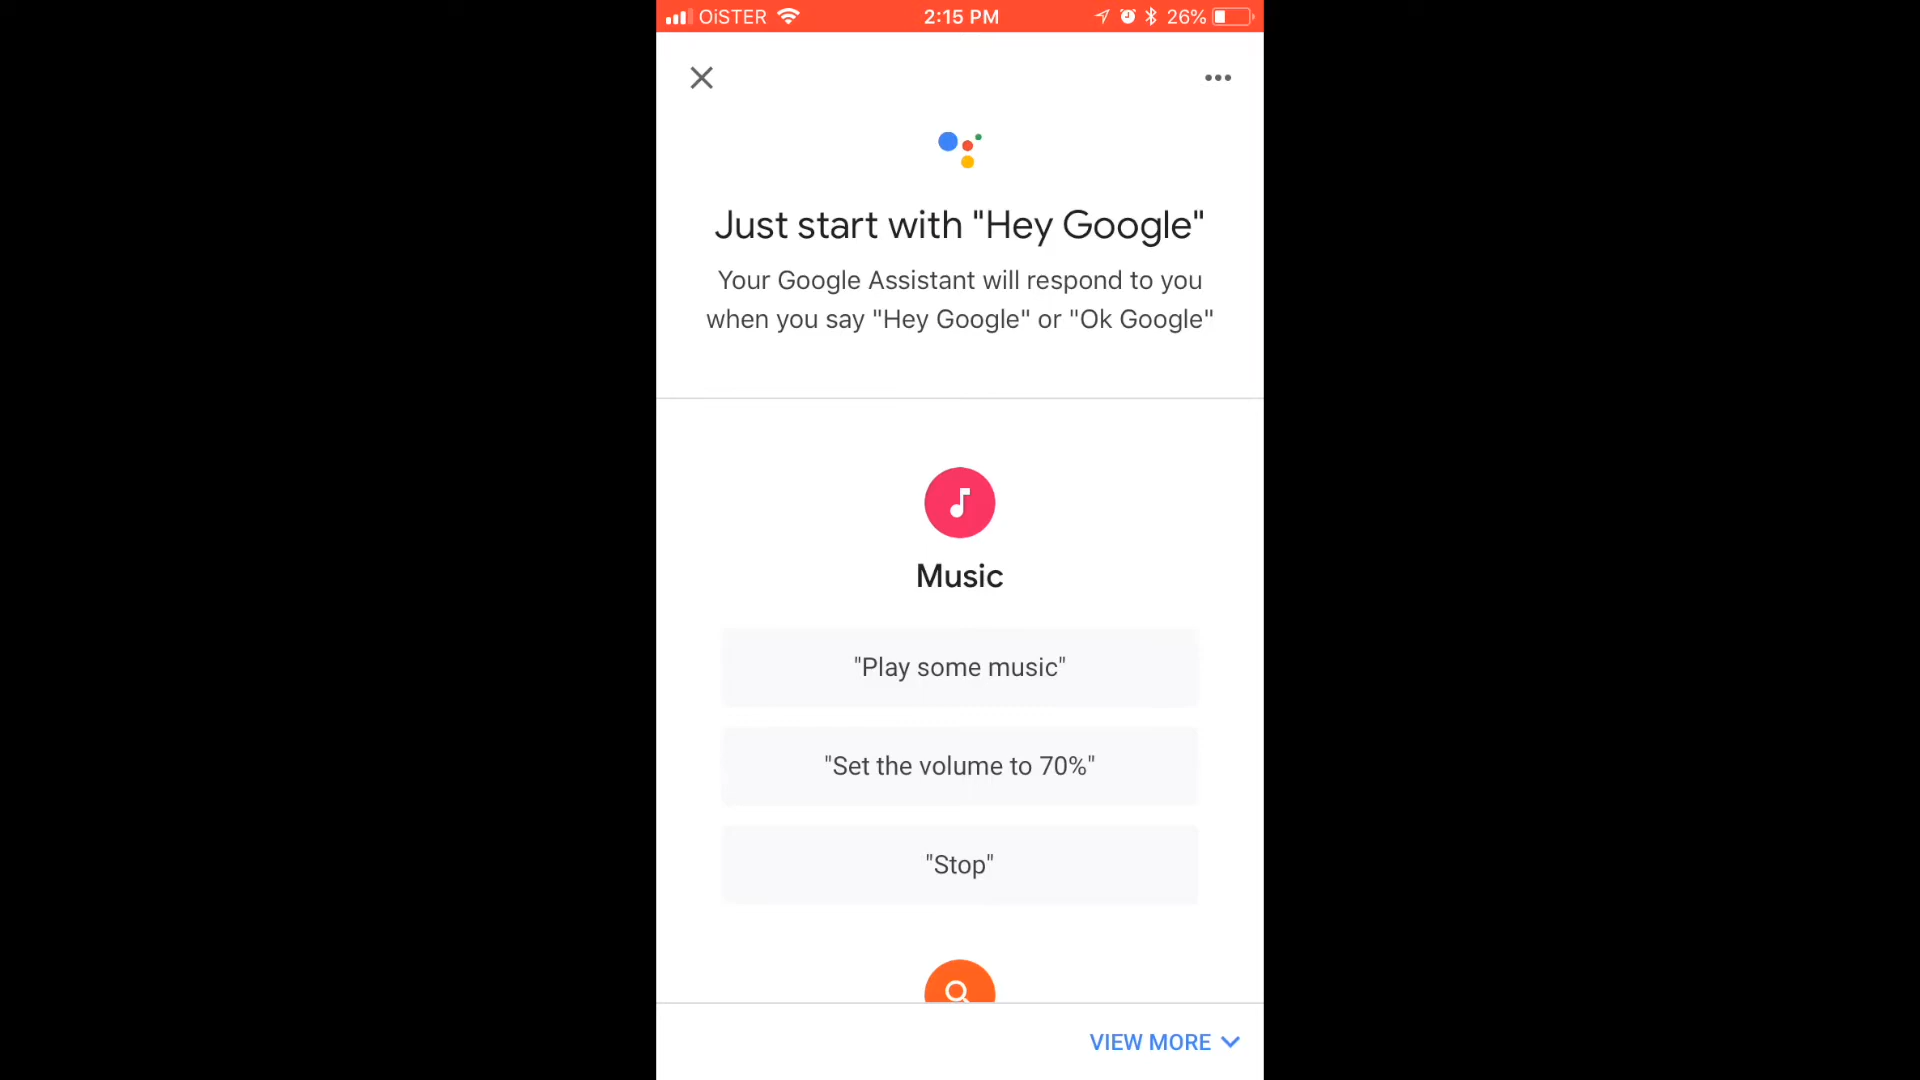 OiSTER 2:15 PM 26%
Just start with "Hey Google"
Your Google Assistant will respond to you
when you say "Hey Google" or "Ok Google"
Music
"Play some music"
"Set the volume to 70%"
"Stop"
VIEW MORE